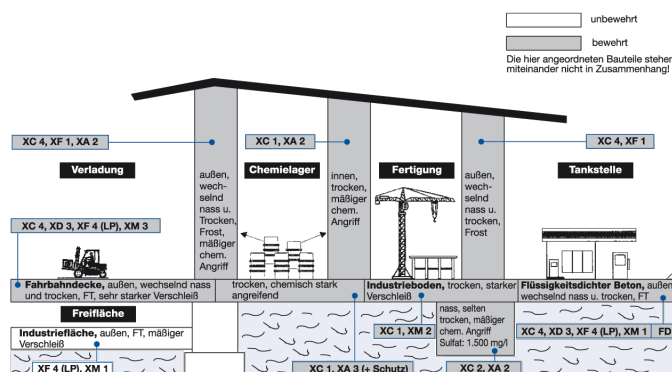 unbewehrt
bewehrt
Die hier angeordneten Bauteile stehen
miteinander nicht in Zusammenhang!
XC 4, XF 1, XA 2
XC 1, XA 2
XC 4, XF 1
Verladung
Chemielager
Fertigung
Tankstelle
außen,
wech-
selnd
nass u.
Trocken,
Frost,
mäßiger
chem.
Angriff
innen,
trocken,
mäßiger
chem.
Angriff
außen,
wech-
selnd
nass u.
trocken,
Frost
XC 4, XD 3, XF 4 (LP), XM 3
Fahrbahndecke, außen, wechselnd nass
und trocken, FT, sehr starker Verschleiß
trocken, chemisch stark
angreifend
Industrieboden, trocken, starker
Verschleiß
Flüssigkeitsdichter Beton, außen
wechselnd nass u. trocken, FT
Freifläche
Industriefläche, außen, FT, mäßiger
Verschleiß
nass, selten
trocken, mäßiger
chem. Angriff
Sulfat: 1.500 mg/l
XC 1, XM 2
XC 4, XD 3, XF 4 (LP), XM 1
FD
XF 4 (LP), XM 1
XC 1, XA 3 (+ Schutz)
XC 2, XA 2